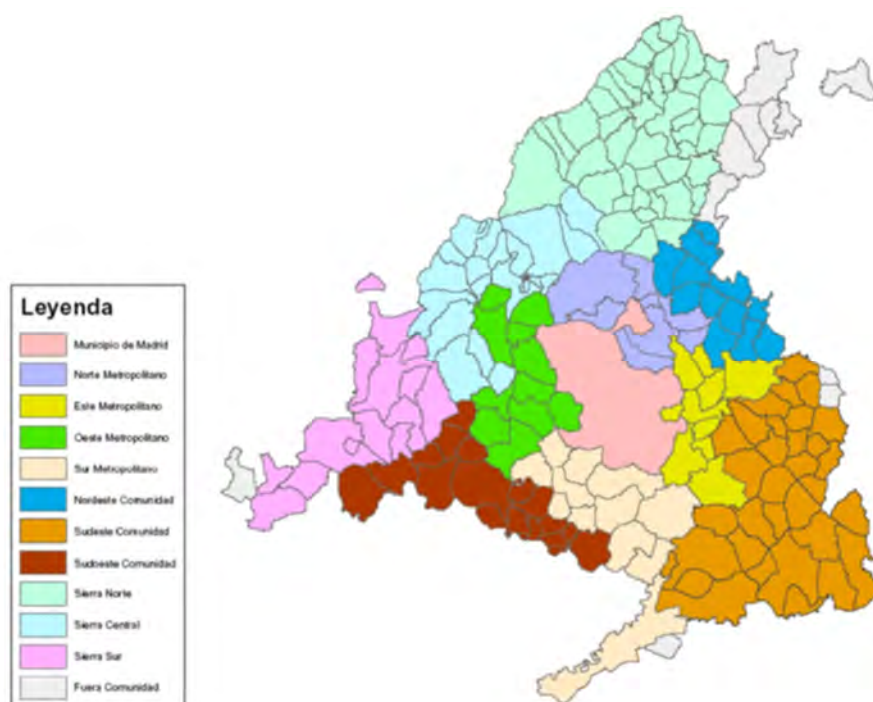 Leyenda
Municipio de Madrid
Norte Metropolitano
Este Metropolitano
Oeste Metropolitano
Sur Metropolitano
Nordeste Comunidad
Sudeste Comunidad
Sudoeste Comunidad
Sierra Norte
Sierra Central
Sierra Sur
Fuera Comunidad